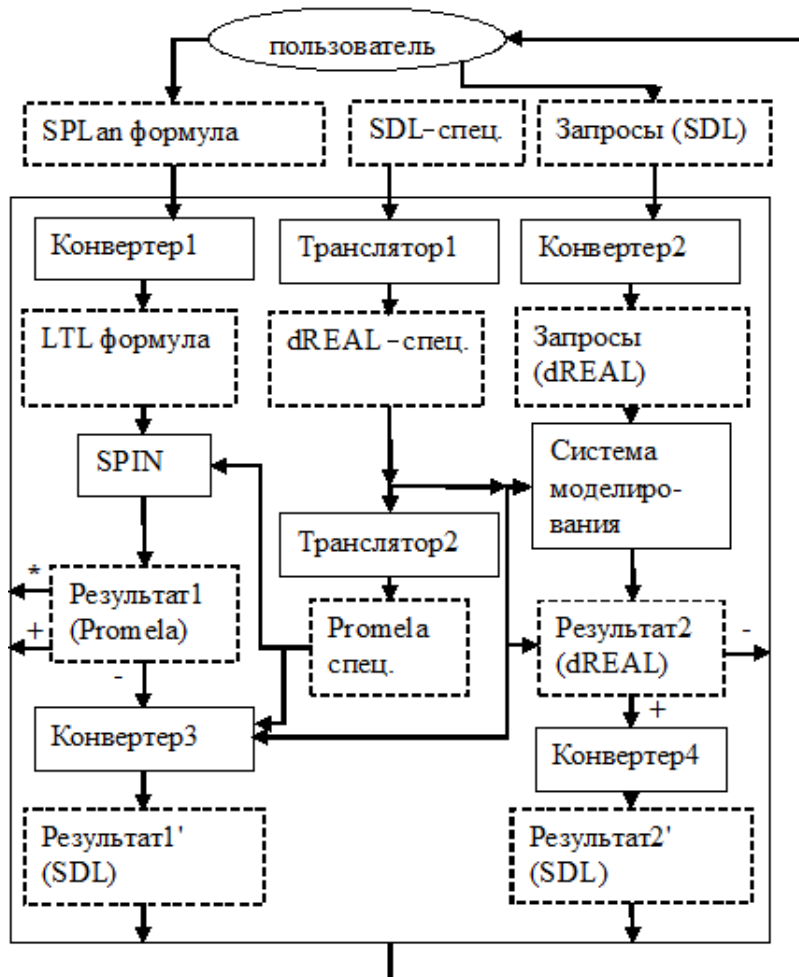 пользователь
SPLan формула
SDL-спец.
Запросы (SDL)
Конвертер1
Транслятор1
Конвертер2
LTL формула
dREAL - спец.
Запросы
(dREAL)
SPIN
Система
моделиро-
вания
Транслятор2
*
+
-
Результат1
(Promela)
Promela
спец.
Результат2
(dREAL)
-
+
Конвертер3
Конвертер4
Результат1'
(SDL)
Результат2'
(SDL)